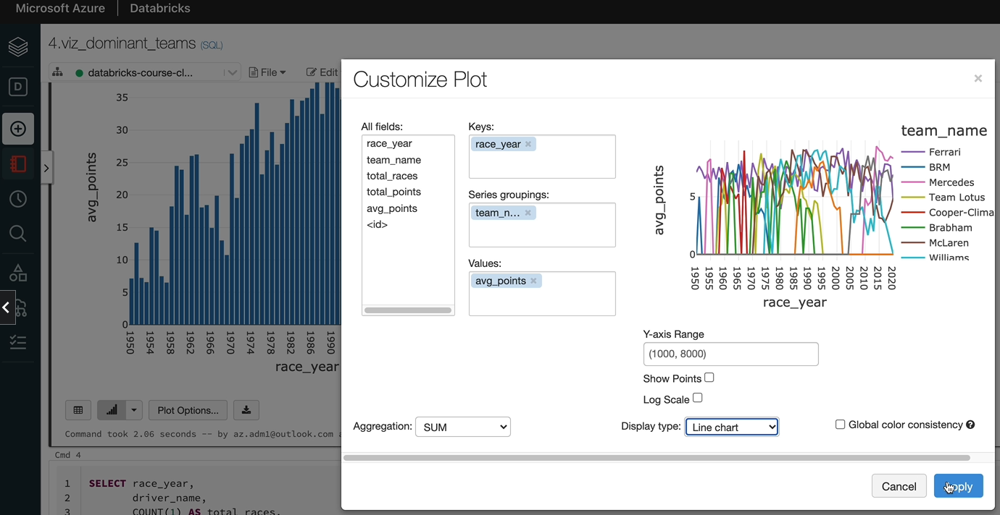 Microsoft Azure | Databricks
4.viz_dominant_teams (SQL)
databricks-course-cl...
File
Edit
D
35
30
25
20
15
10
5
0
avg_points
1950 1954 1958 1962 1966 1970 1974 1978 1982 1986 1990
race_year
Plot Options...
Command took 2.06 seconds -- by az.adm1@outlook.com
Cmd 4
1 SELECT race_year,
2 driver_name,
3 COUNT(1) AS total_races,
Customize Plot
×
All fields:
race_year
team_name
total_races
total_points
avg_points
<id>
Keys:
race_year ×
Series groupings:
team_n... ×
Values:
avg_points ×
avg_points
5
0
1950 1955 1960 1965 1970 1975 1980 1985 1990 1995 2000 2005 2010 2015 2020
race_year
team_name
Ferrari
BRM
Mercedes
Team Lotus
Cooper-Clima
Brabham
McLaren
Williams
Y-axis Range
(1000, 8000)
Show Points
Log Scale
Aggregation: SUM
Display type: Line chart
Global color consistency ?
Cancel
Apply